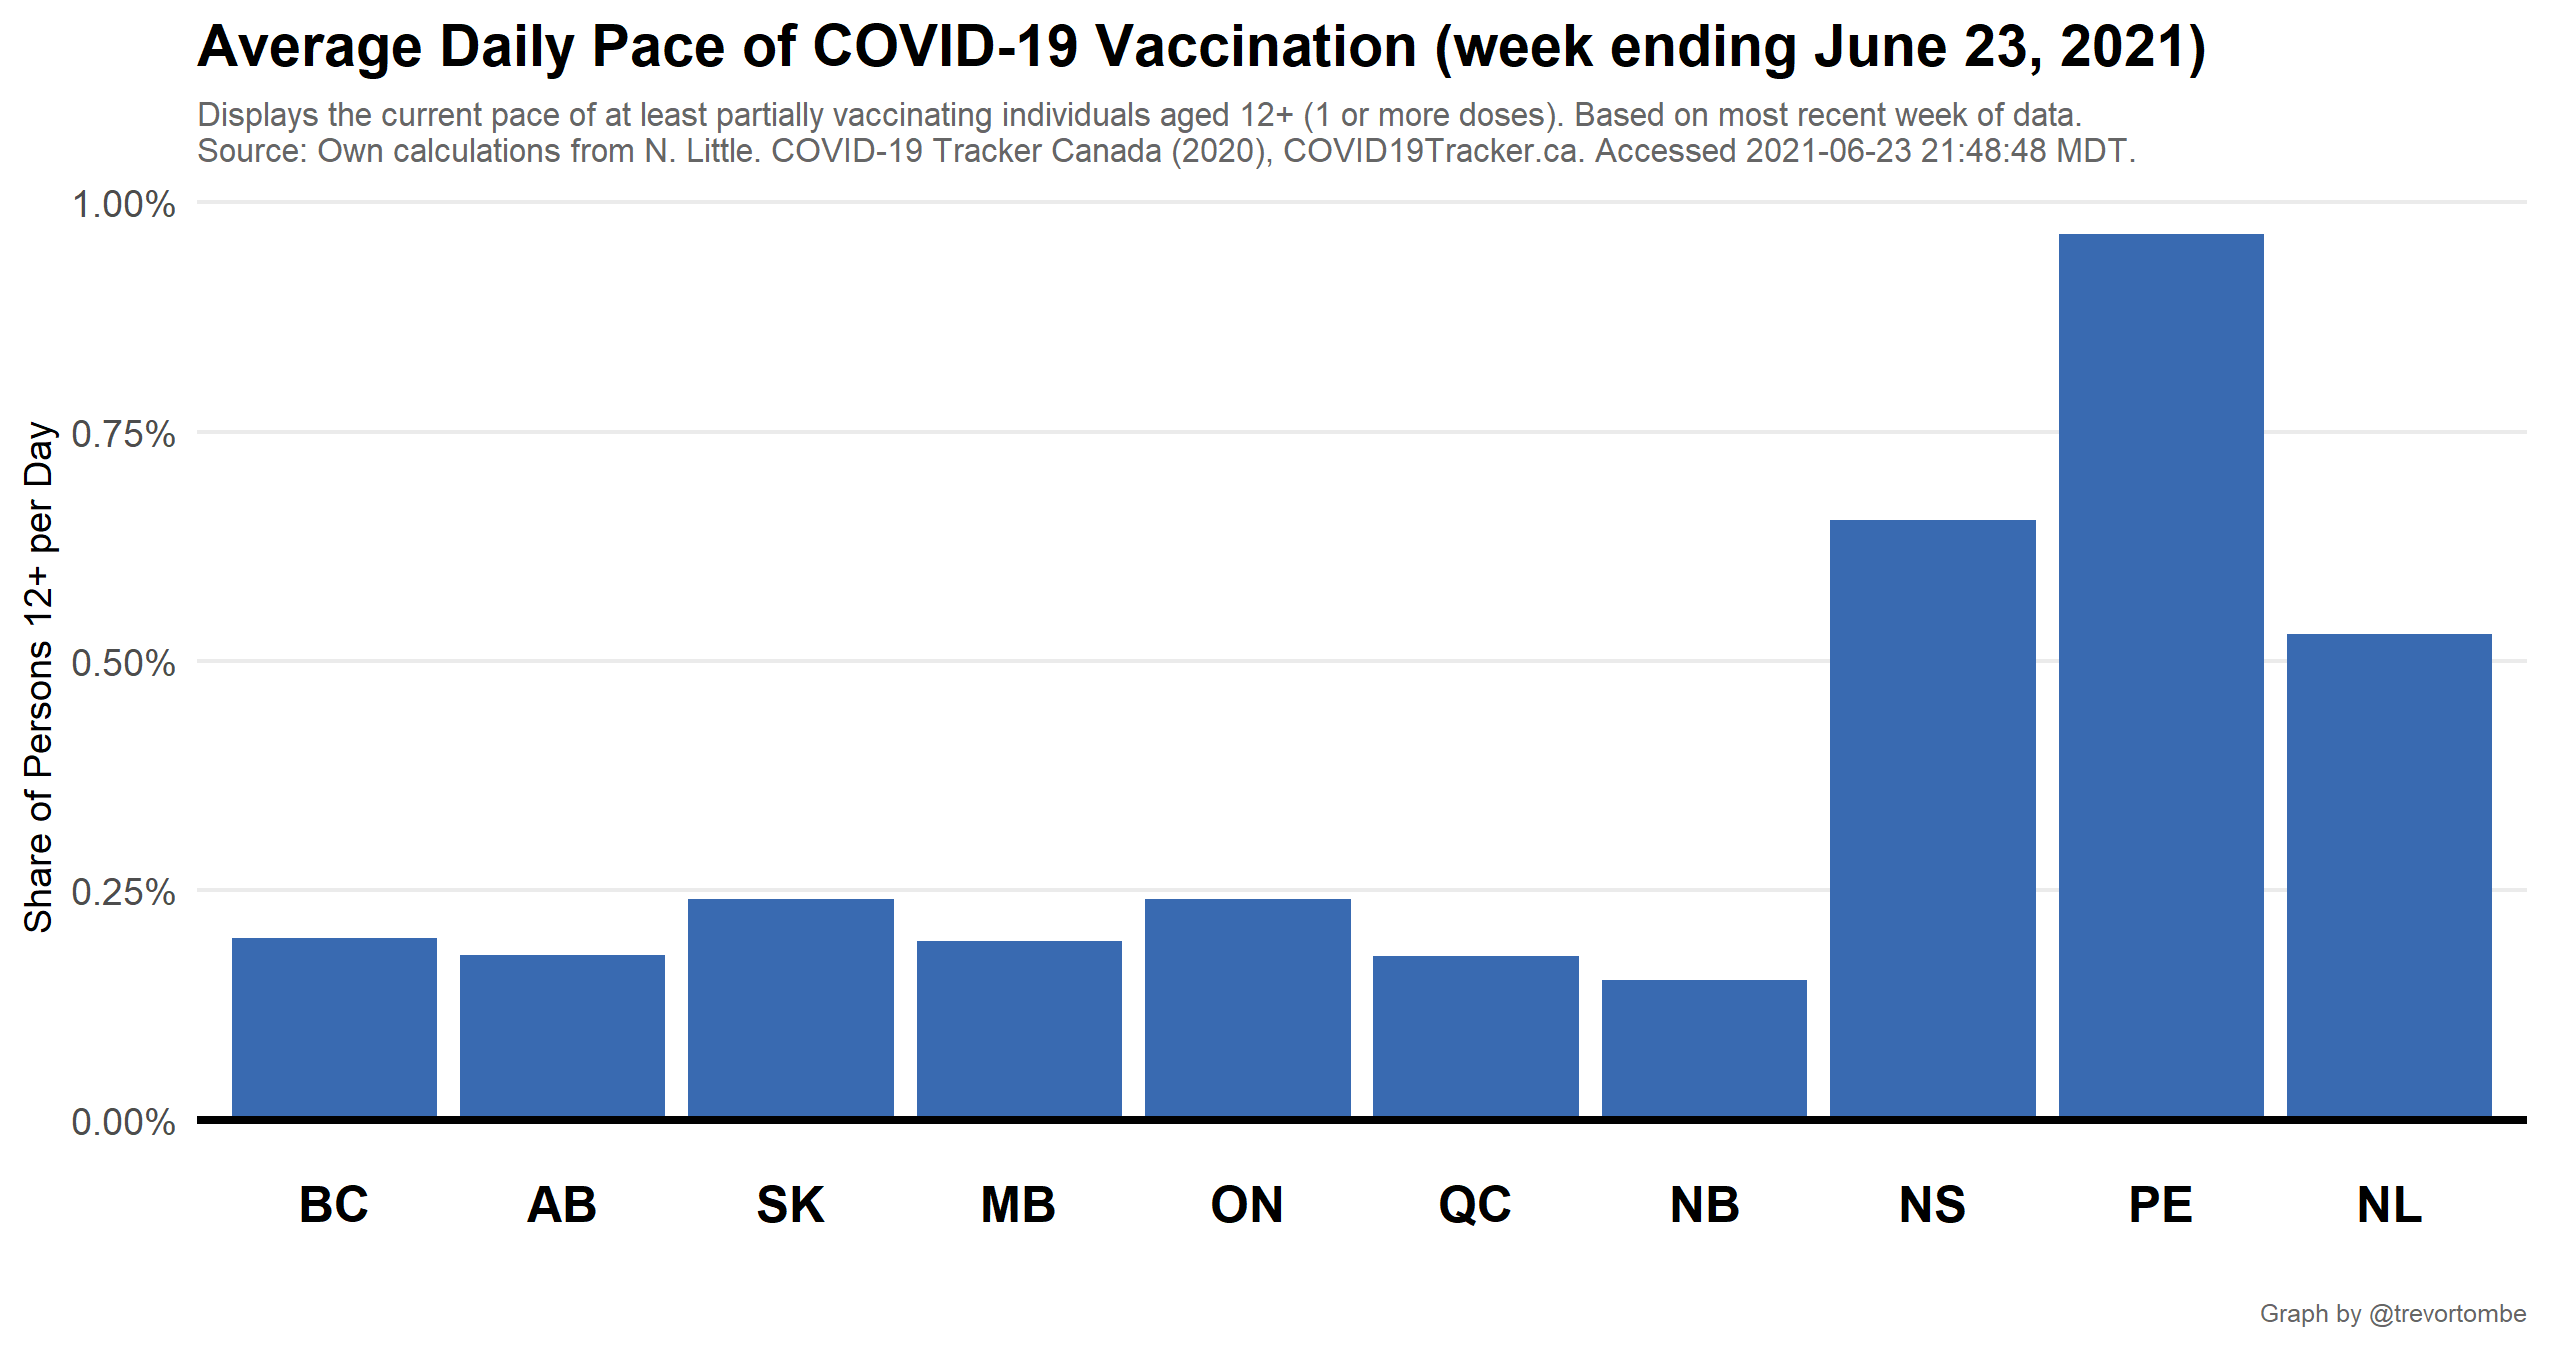 Average Daily Pace of COVID-19 Vaccination (week ending June 23, 2021)
Displays the current pace of at least partially vaccinating individuals aged 12+ (1 or more doses). Based on most recent week of data.
Source: Own calculations from N. Little. COVID-19 Tracker Canada (2020), COVID19Tracker.ca. Accessed 2021-06-23 21:48:48 MDT.
Share of Persons 12+ per Day
1.00%
0.75%
0.50%
0.25%
0.00%
BC AB SK MB ON QC NB NS PE NL
Graph by @trevortombe